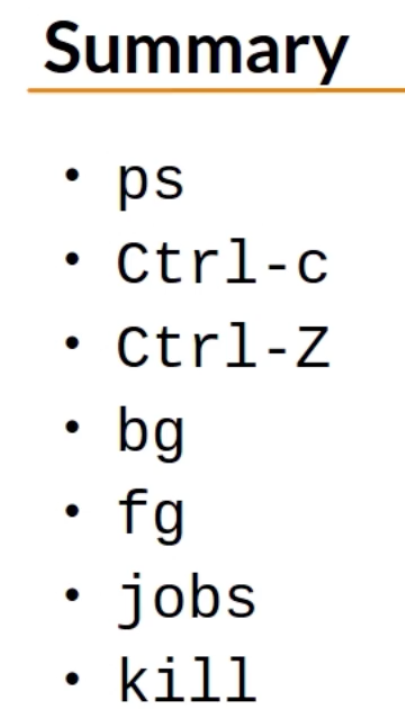 Summary
• ps
• Ctrl-c
• Ctrl-Z
• bg
• fg
• jobs
• kill